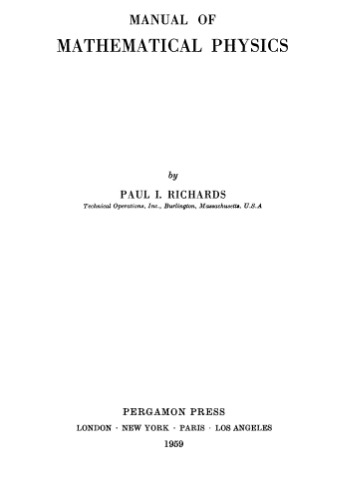 MANUAL OF
MATHEMATICAL PHYSICS
by
PAUL I. RICHARDS
Technical Operations, Inc., Burlington, Massachusetts, U.S.A
PERGAMON PRESS
LONDON · NEW YORK · PARIS · LOS ANGELES
1959